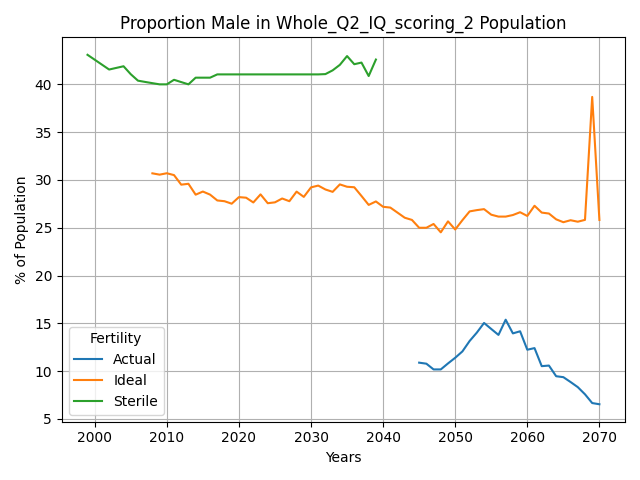 Proportion Male in Whole_Q2_IQ_scoring_2 Population
% of Population
40
35
30
25
20
15
10
5
Fertility
Actual
Ideal
Sterile
2000 2010 2020 2030 2040 2050 2060 2070
Years